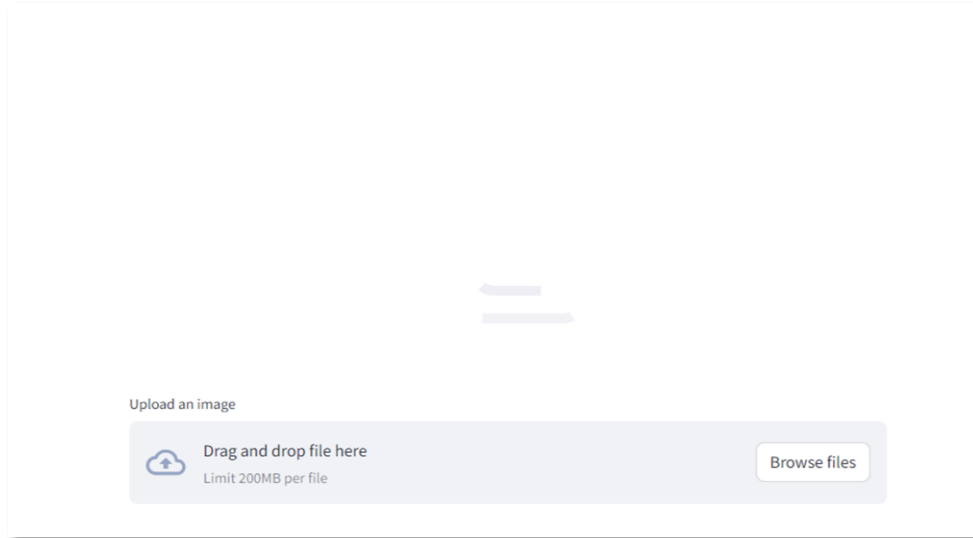 Upload an image
Drag and drop file here
Limit 200MB per file
Browse files